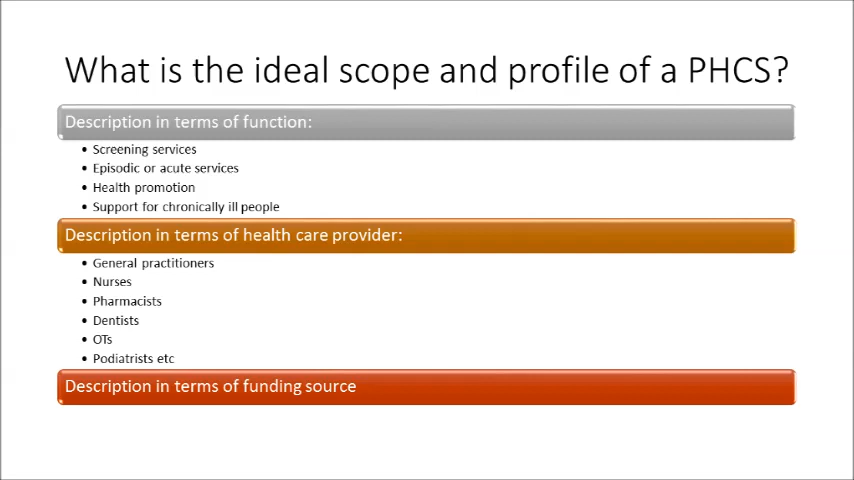 What is the ideal scope and profile of a PHCS?
Description in terms of function:
• Screening services
• Episodic or acute services
• Health promotion
• Support for chronically ill people
Description in terms of health care provider:
• General practitioners
• Nurses
• Pharmacists
• Dentists
• OTs
• Podiatrists etc
Description in terms of funding source